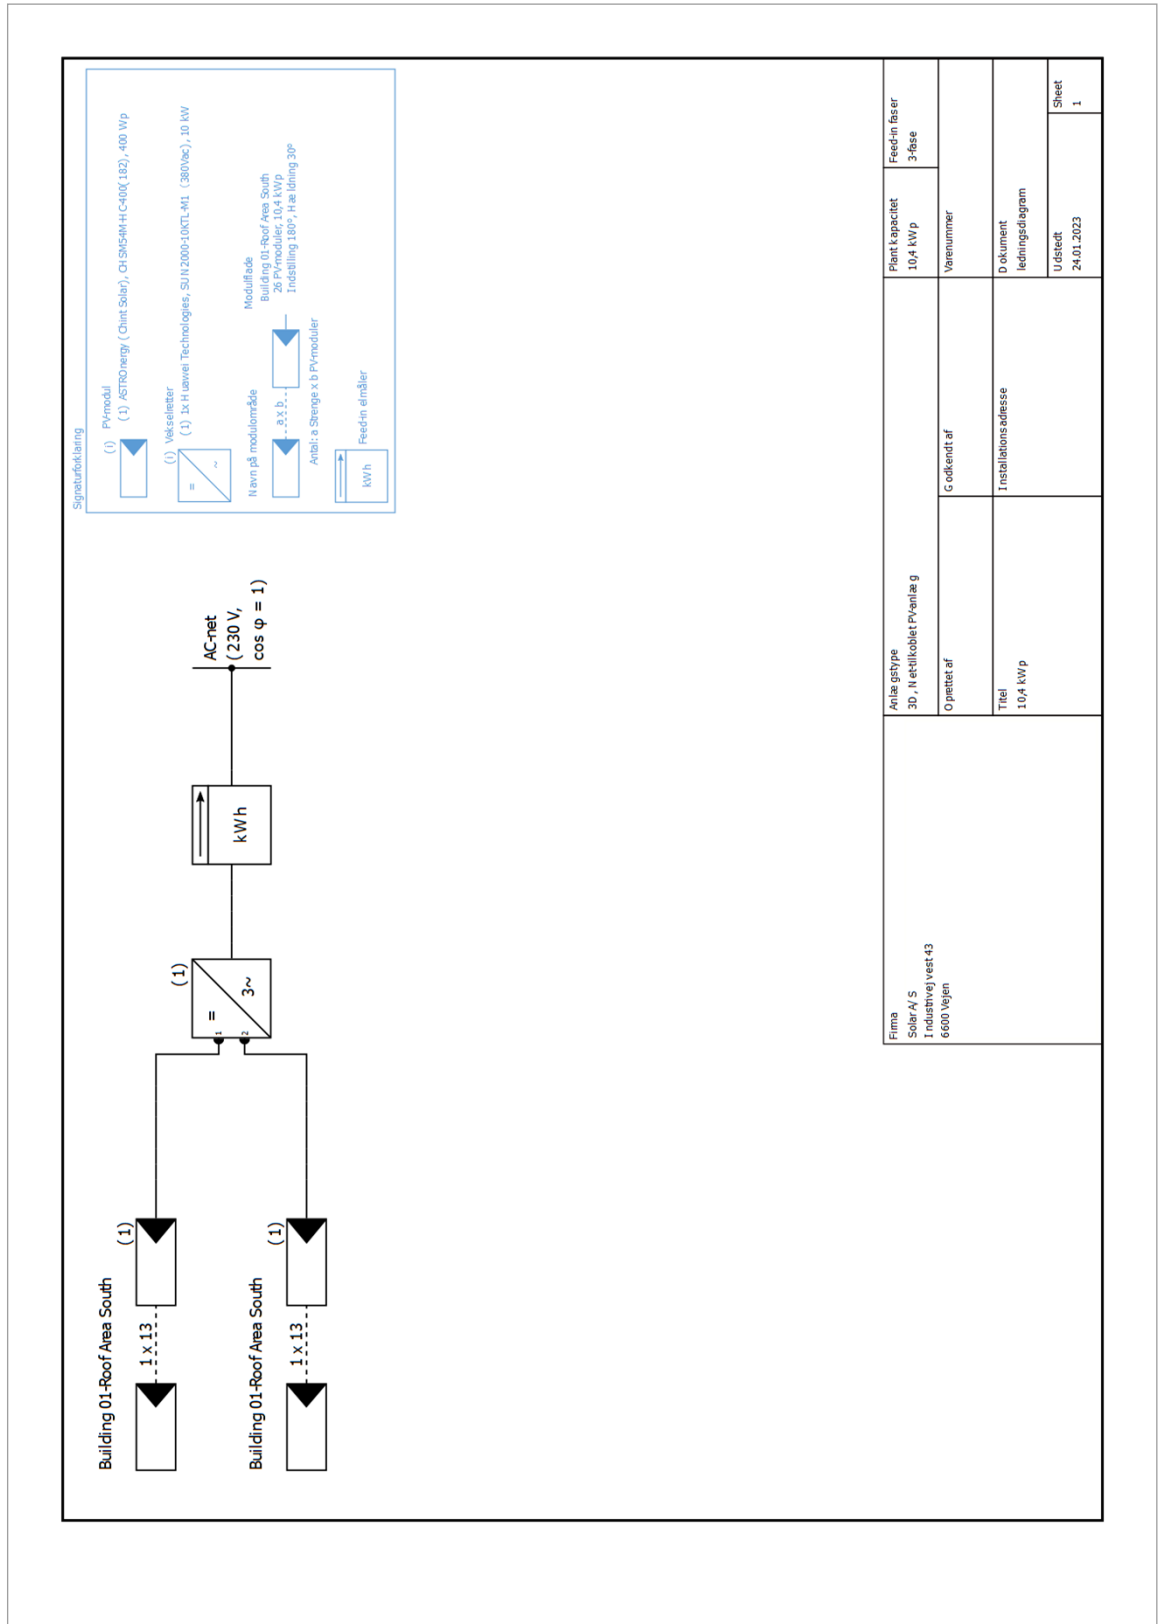 Building 01-Roof Area South
1 x 13
(1)
Building 01-Roof Area South
1 x 13
(1)
(1)
=
3~
1
2
kWh
AC-net
(230 V,
cos φ = 1)
Signaturforklaring
(i) PV-modul
(1) ASTROnergy (Chint Solar), CHSM54M-HC-400(182), 400 Wp
(i) Vekselretter
=
~
(1) 1x Huawei Technologies, SUN2000-10KTL-M1 (380Vac), 10 kW
Navn på modulområde
Modulflade
a x b
Building 01-Roof Area South
26 PV-moduler, 10,4 kWp
Indstilling 180°, Hældning 30°
Antal: a Strenge x b PV-moduler
kWh
Feed-in elmåler
Firma
Solar A/S
Industrivej vest 43
6600 Vejen
Anlægstype
3D, Net-tilkoblet PV-anlæg
Plant kapacitet
10,4 kWp
Feed-in faser
3-fase
Oprettet af
Godkendt af
Varenummer
Titel
10,4 kWp
Installationsadresse
Dokument
ledningsdiagram
Udstedt
24.01.2023
Sheet
1